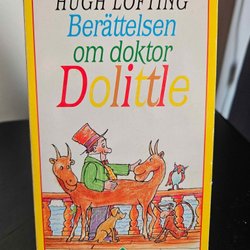 HUGH LOFTING
Berättelsen
om doktor
Dolittle